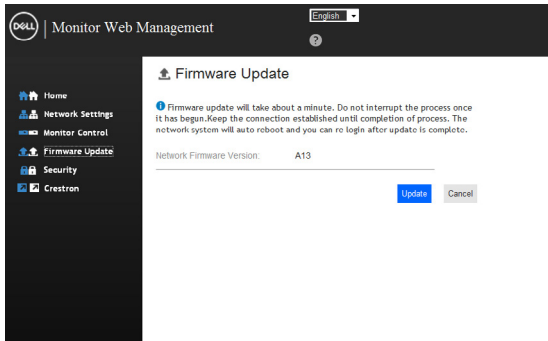 DELL | Monitor Web Management
English
?
Home
Network Settings
Monitor Control
Firmware Update
Security
Crestron
Firmware Update
Firmware update will take about a minute. Do not interrupt the process once
it has begun.Keep the connection established until completion of process. The
network system will auto reboot and you can re login after update is complete.
Network Firmware Version: A13
Update Cancel